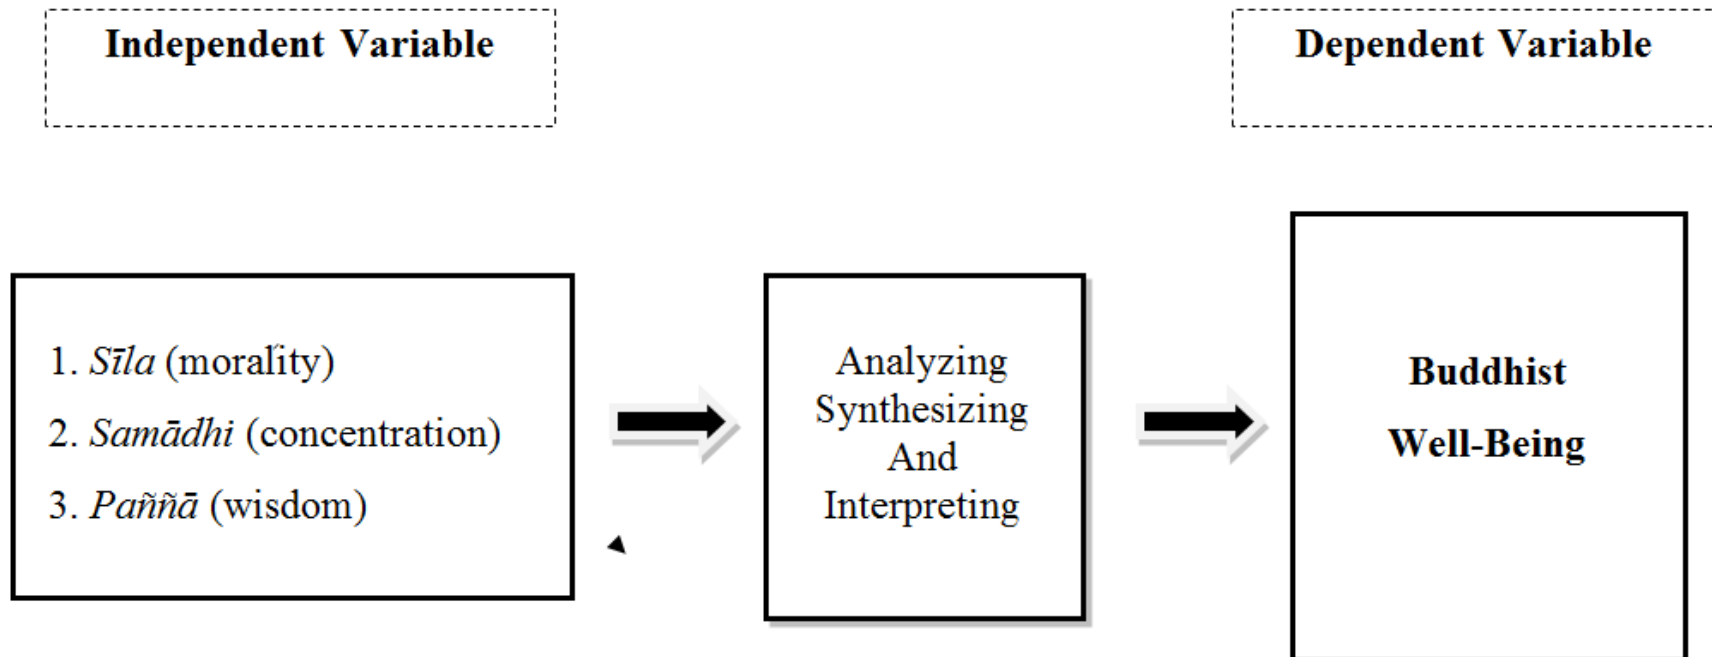 Independent Variable
Dependent Variable
1. Sīla (morality)
2. Samādhi (concentration)
3. Paññā (wisdom)
Analyzing
Synthesizing
And
Interpreting
Buddhist
Well-Being